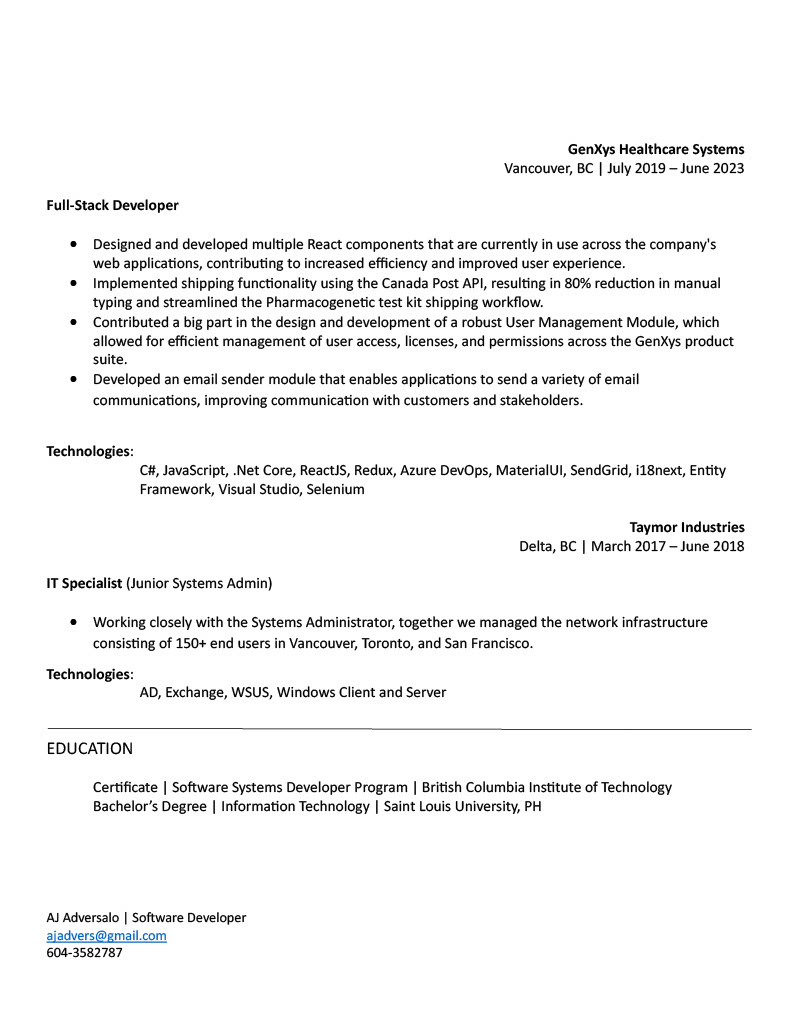 GenXys Healthcare Systems
Vancouver, BC | July 2019 – June 2023
Full-Stack Developer
• Designed and developed multiple React components that are currently in use across the company's
web applications, contributing to increased efficiency and improved user experience.
• Implemented shipping functionality using the Canada Post API, resulting in 80% reduction in manual
typing and streamlined the Pharmacogenetic test kit shipping workflow.
• Contributed a big part in the design and development of a robust User Management Module, which
allowed for efficient management of user access, licenses, and permissions across the GenXys product
suite.
• Developed an email sender module that enables applications to send a variety of email
communications, improving communication with customers and stakeholders.
Technologies:
C#, JavaScript, .Net Core, ReactJS, Redux, Azure DevOps, MaterialUI, SendGrid, i18next, Entity
Framework, Visual Studio, Selenium
Taymor Industries
Delta, BC | March 2017 – June 2018
IT Specialist (Junior Systems Admin)
• Working closely with the Systems Administrator, together we managed the network infrastructure
consisting of 150+ end users in Vancouver, Toronto, and San Francisco.
Technologies:
AD, Exchange, WSUS, Windows Client and Server
EDUCATION
Certificate | Software Systems Developer Program | British Columbia Institute of Technology
Bachelor’s Degree | Information Technology | Saint Louis University, PH
AJ Adversalo | Software Developer
ajadvers@gmail.com
604-3582787